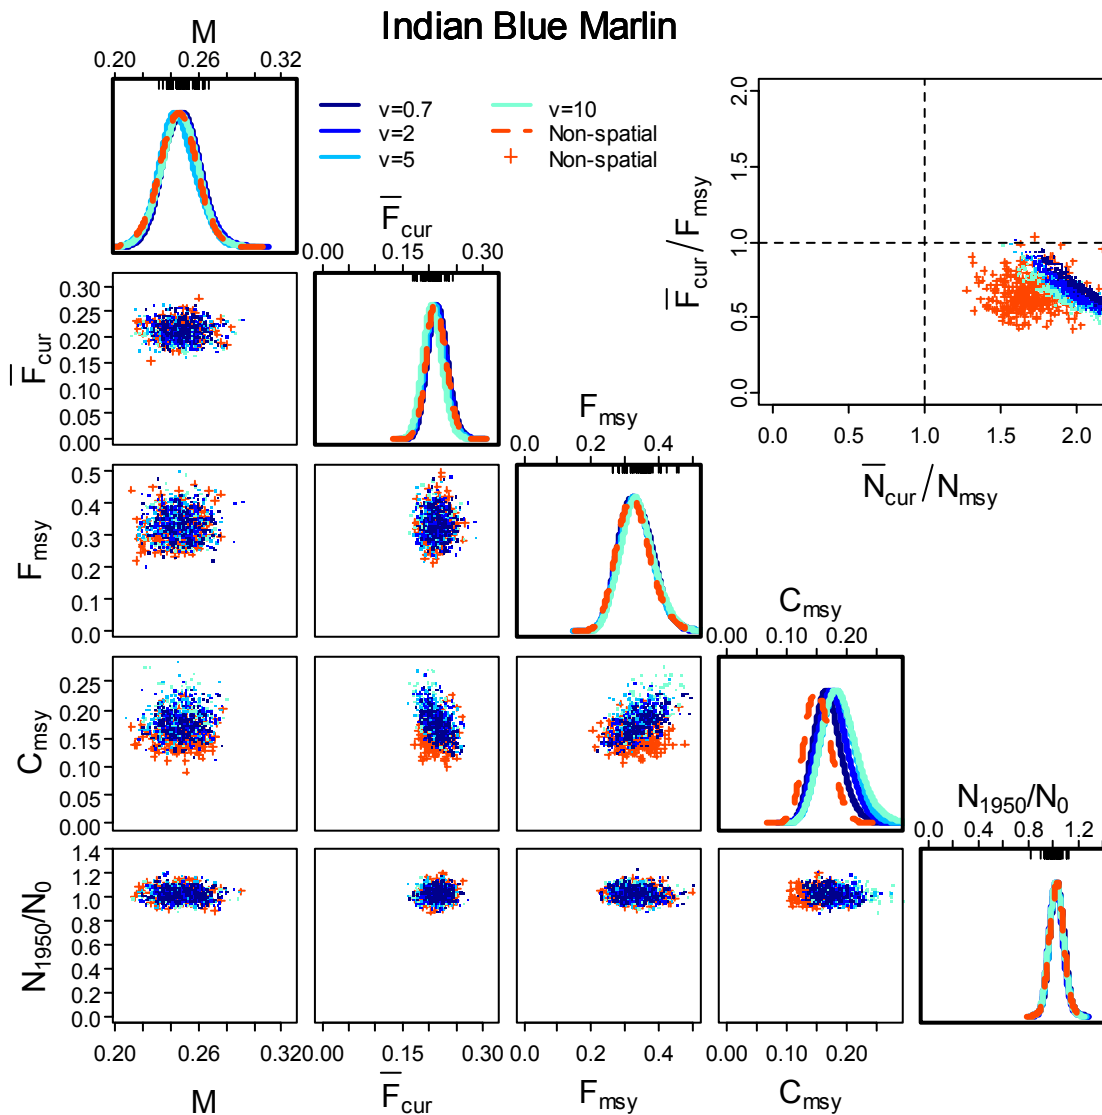 Indian Blue Marlin
M
0.20 0.26 0.32
v=0.7
v=2
v=5
v=10
Non-spatial
Non-spatial
F̅cur / Fmsy
2.0
1.5
1.0
0.5
0.0
0.0 0.5 1.0 1.5 2.0
N̅cur / Nmsy
F̅cur
0.00 0.15 0.30
F̅cur
0.30
0.25
0.20
0.15
0.10
0.05
0.00
Fmsy
0.0 0.2 0.4
Fmsy
0.5
0.4
0.3
0.2
0.1
0.0
Cmsy
0.00 0.10 0.20
Cmsy
0.25
0.20
0.15
0.10
0.05
0.00
N1950/N0
0.0 0.4 0.8 1.2
N1950/N0
1.4
1.2
1.0
0.8
0.6
0.4
0.2
0.0
0.20 0.26 0.32 0.00 0.15 0.30 0.0 0.2 0.4 0.00 0.10 0.20
M F̅cur Fmsy Cmsy